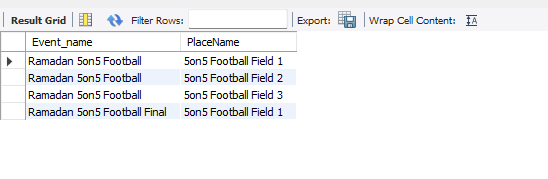 Result Grid Filter Rows: Export: Wrap Cell Content:
Event_name PlaceName
Ramadan 5on5 Football 5on5 Football Field 1
Ramadan 5on5 Football 5on5 Football Field 2
Ramadan 5on5 Football 5on5 Football Field 3
Ramadan 5on5 Football Final 5on5 Football Field 1